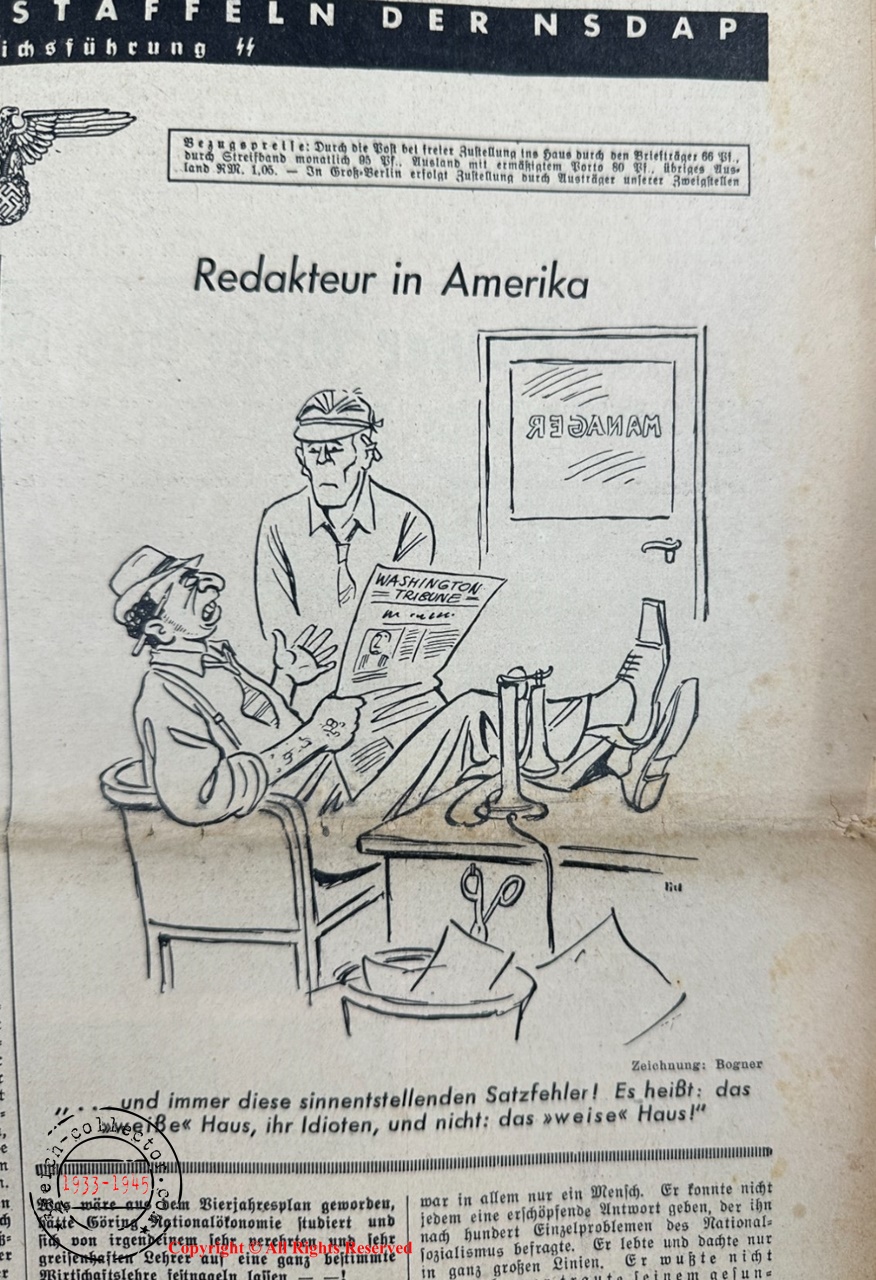 STAFFELN DER NSDAP
ichsführung ᛋᛋ
Bezugspreise: Durch die Post bei freier Zustellung ins Haus durch den Briefträger 66 Pf.,
durch Streifband monatlich 95 Pf., Ausland mit ermäßigtem Porto 80 Pf., übriges Aus-
land RM. 1,05. — In Groß-Berlin erfolgt Zustellung durch Austräger unserer Zweigstellen
Redakteur in Amerika
MANAGER
WASHINGTON
TRIBUNE
Zeichnung: Bogner
„... und immer diese sinnentstellenden Satzfehler! Es heißt: das
»weiße« Haus, ihr Idioten, und nicht: das »weise« Haus!“
Was wäre aus dem Vierjahresplan geworden,
hätte Göring Nationalökonomie studiert und
sich von irgendeinem sehr verehrten und sehr
greisenhaften Lehrer auf eine ganz bestimmte
Wirtschaftslehre festnageln lassen — —!
war in allem nur ein Mensch. Er konnte nicht
jedem eine erschöpfende Antwort geben, der ihn
nach hundert Einzelproblemen des National-
sozialismus befragte. Er lebte und dachte nur
in ganz großen Linien. Er wußte nicht
seinem gesun-
1933-1945
Copyright © All Rights Reserved